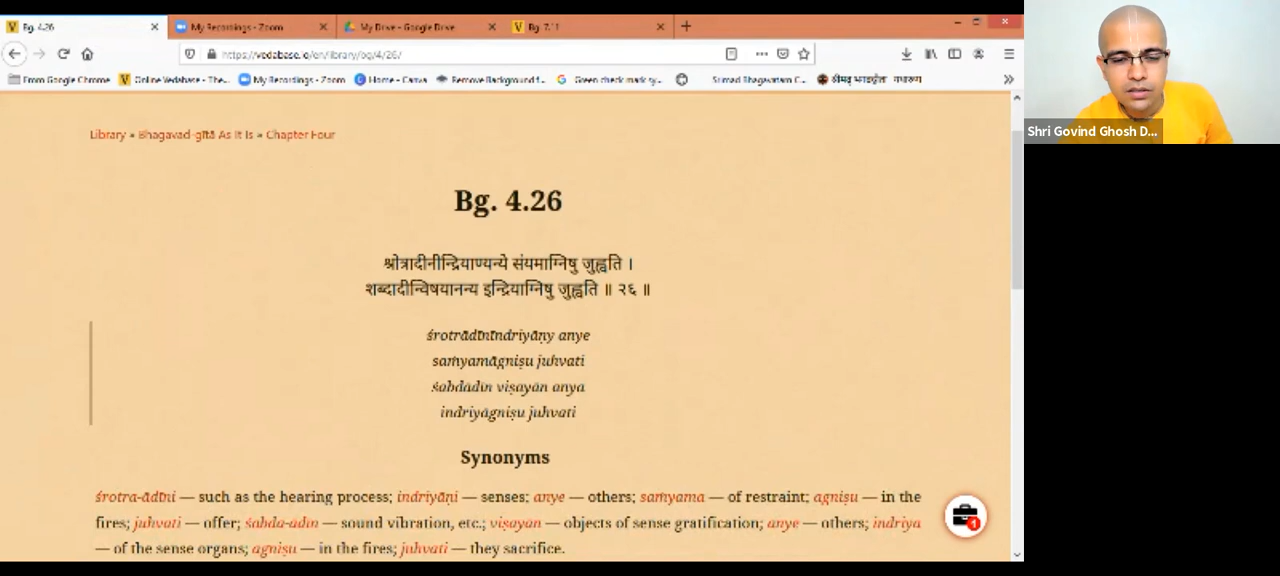 Bg. 4.26
My Recordings - Zoom
My Drive - Google Drive
Bg. 7.11
https://vedabase.io/en/library/bg/4/26/
From Google Chrome
Online Vedabase - The...
My Recordings - Zoom
Home - Canva
Remove Background f...
Green check mark sy...
Srimad Bhagavatam C...
Shri Govind Ghosh D...
Library » Bhagavad-gītā As It Is » Chapter Four
Bg. 4.26
श्रोत्रादीनीन्द्रियाण्यन्ये संयमाग्निषु जुह्वति ।
शब्दादीन्विषयानन्य इन्द्रियाग्निषु जुह्वति ॥ २६ ॥
śrotrādīnīndriyāṇy anye
saṁyamāgniṣu juhvati
śabdādīn viṣayān anya
indriyāgniṣu juhvati
Synonyms
śrotra-ādīni — such as the hearing process; indriyāṇi — senses; anye — others; saṁyama — of restraint; agniṣu — in the
fires; juhvati — offer; śabda-ādīn — sound vibration, etc.; viṣayān — objects of sense gratification; anye — others; indriya
— of the sense organs; agniṣu — in the fires; juhvati — they sacrifice.
1